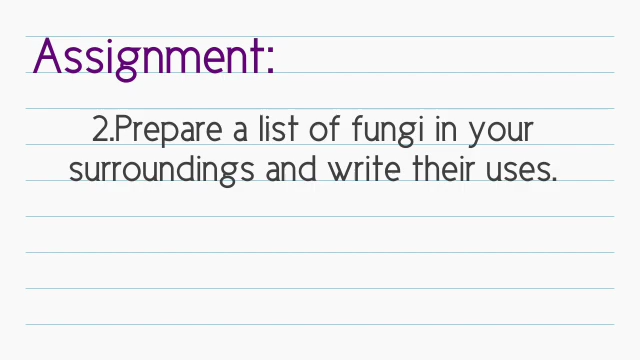 Assignment:
2.Prepare a list of fungi in your
surroundings and write their uses.